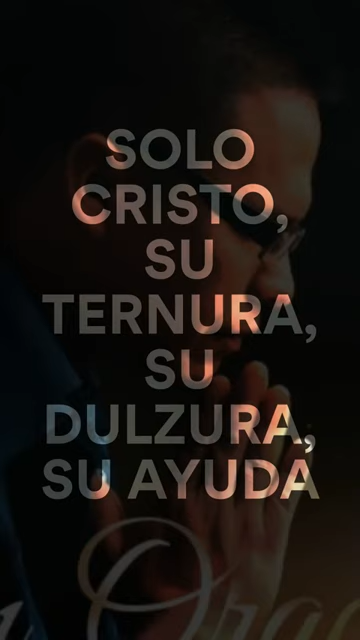 SOLO
CRISTO,
SU
TERNURA,
SU
DULZURA,
SU AYUDA